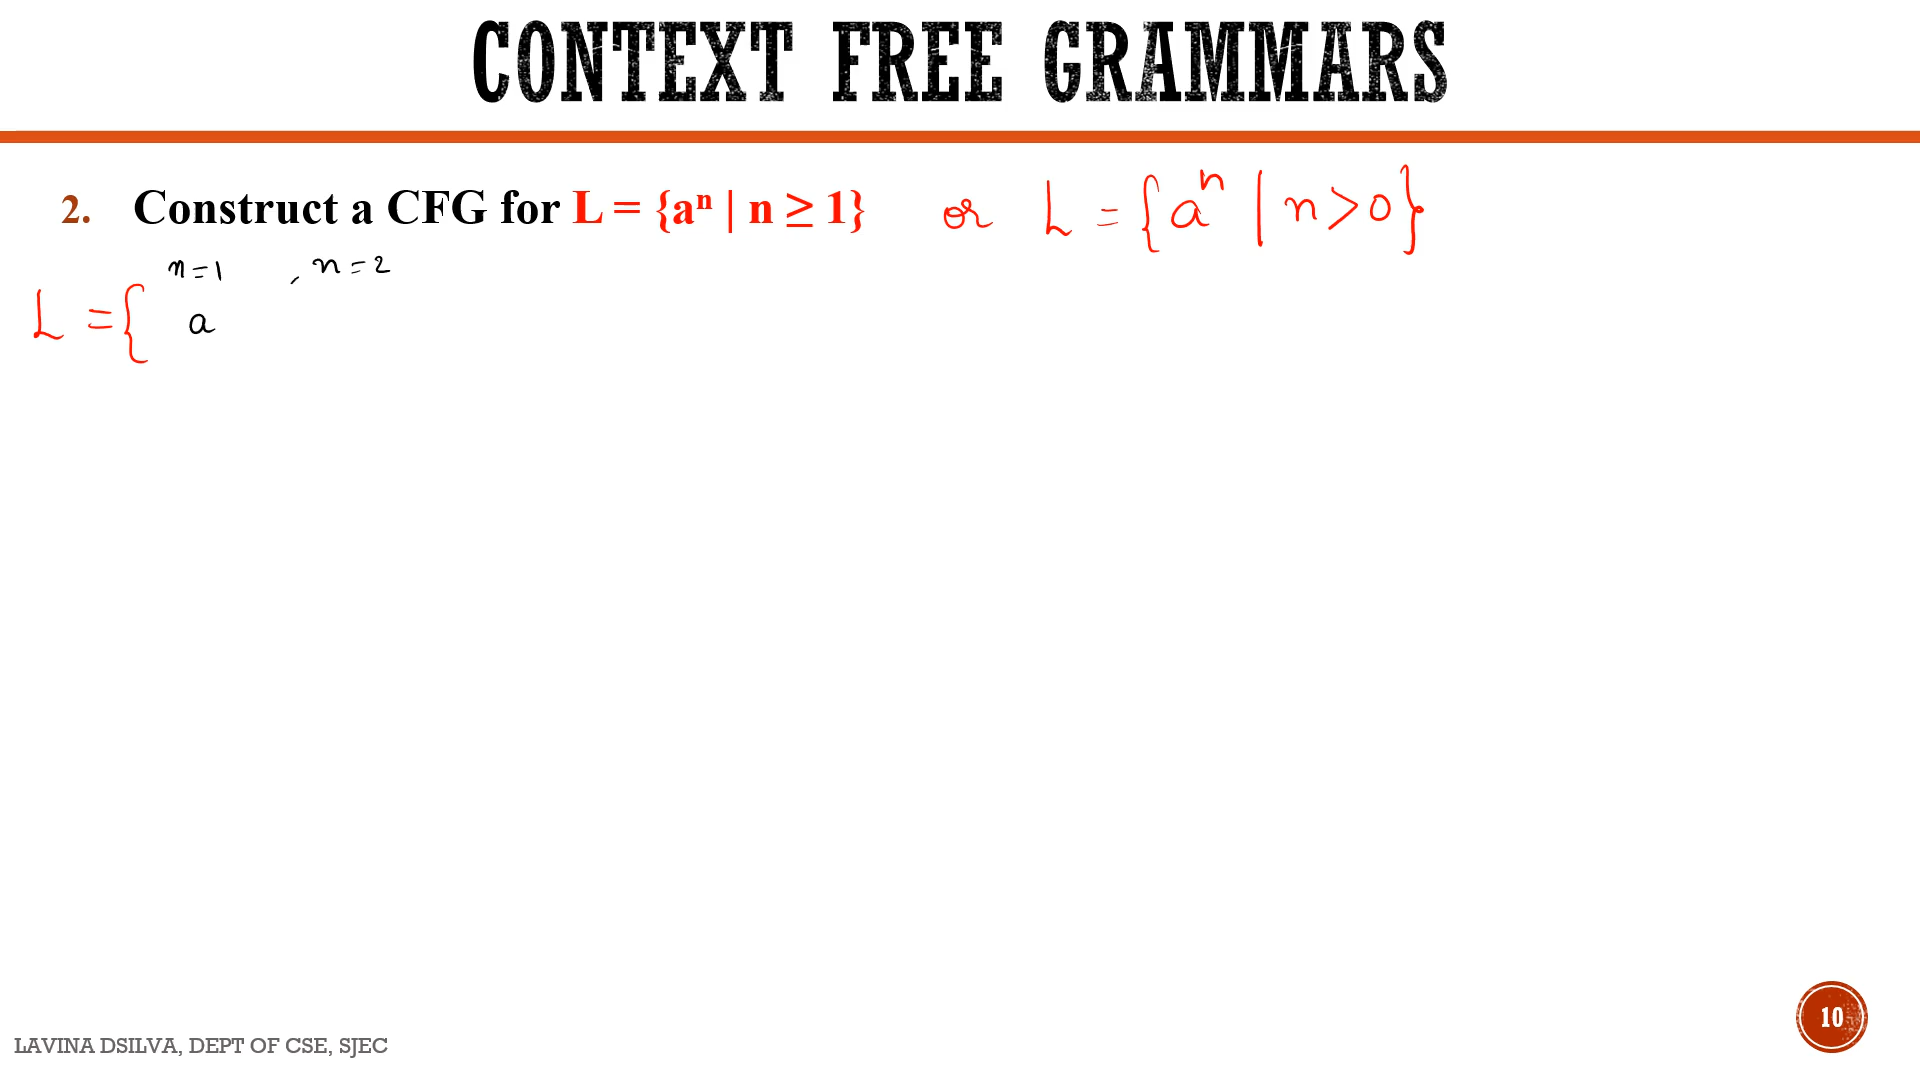 CONTEXT FREE GRAMMARS
2. Construct a CFG for L = {aⁿ | n ≥ 1} or L = {aⁿ | n > 0}
n = 1 , n = 2
L = { a
10
LAVINA DSILVA, DEPT OF CSE, SJEC